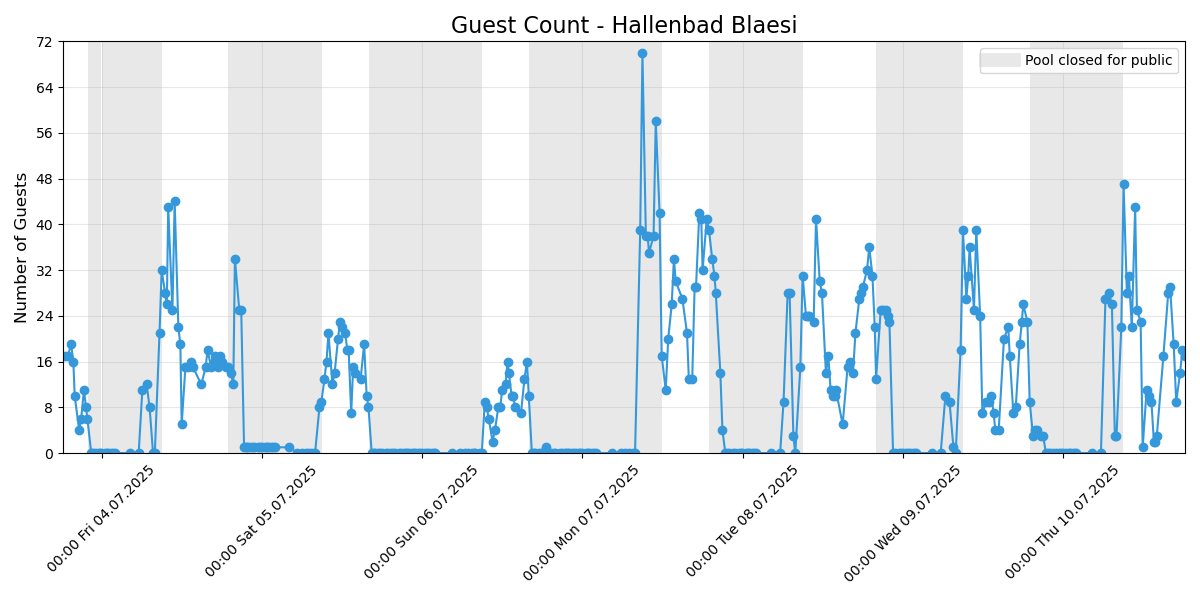 Guest Count - Hallenbad Blaesi
Number of Guests
72
64
56
48
40
32
24
16
8
0
Pool closed for public
00:00 Fri 04.07.2025
00:00 Sat 05.07.2025
00:00 Sun 06.07.2025
00:00 Mon 07.07.2025
00:00 Tue 08.07.2025
00:00 Wed 09.07.2025
00:00 Thu 10.07.2025